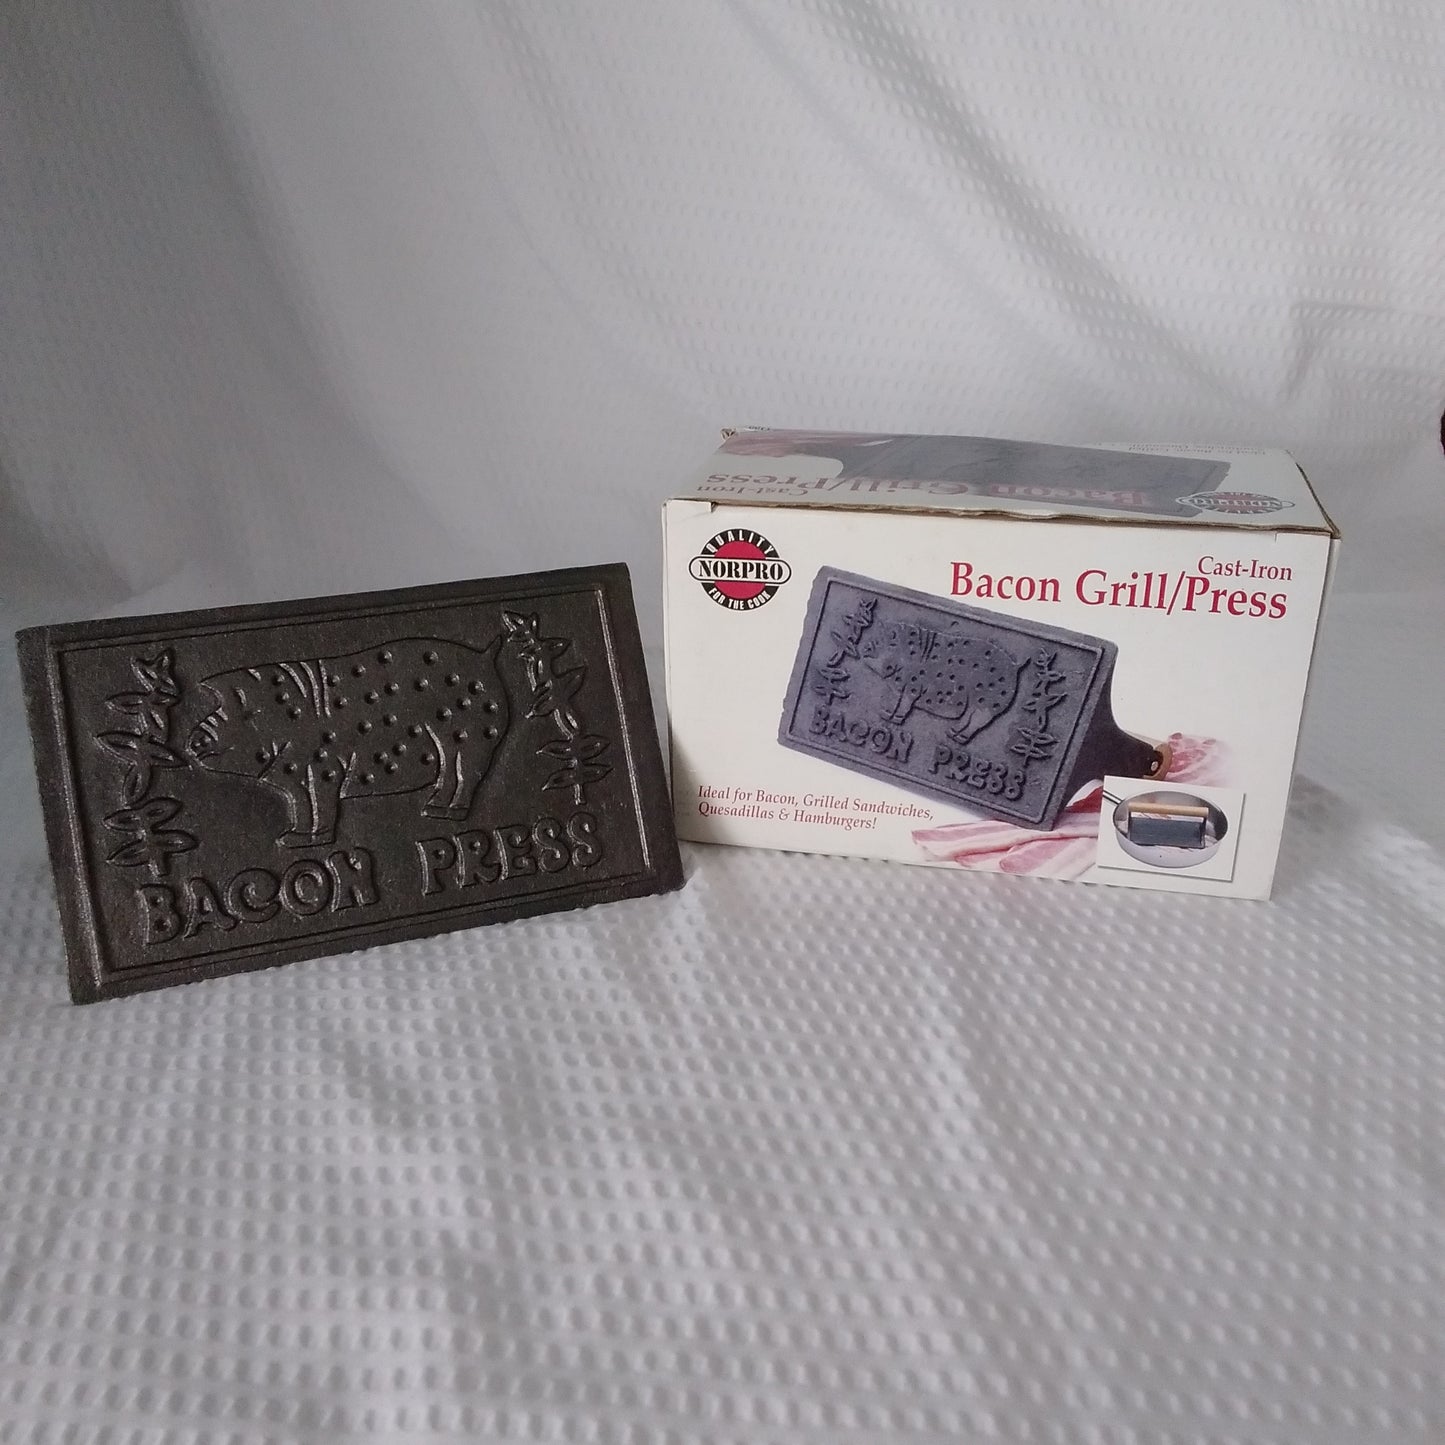 BACON PRESS
Cast-Iron
Bacon Grill/Press
QUALITY
NORPRO
FOR THE COOK
Cast-Iron
Bacon Grill/Press
BACON PRESS
Ideal for Bacon, Grilled Sandwiches,
Quesadillas & Hamburgers!